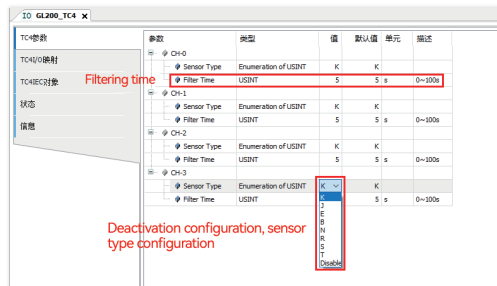 IO GL200_TC4 x
TC4参数
TC4I/O映射
TC4IEC对象
状态
信息
参数 类型 值 默认值 单元 描述
CH-0
Sensor Type Enumeration of USINT K K
Filtering time
Filter Time USINT 5 5 s 0~100s
CH-1
Sensor Type Enumeration of USINT K K
Filter Time USINT 5 5 s 0~100s
CH-2
Sensor Type Enumeration of USINT K K
Filter Time USINT 5 5 s 0~100s
CH-3
Sensor Type Enumeration of USINT K K
Filter Time USINT 5 s 0~100s
K
J
E
B
N
R
S
T
Disable
Deactivation configuration, sensor
type configuration